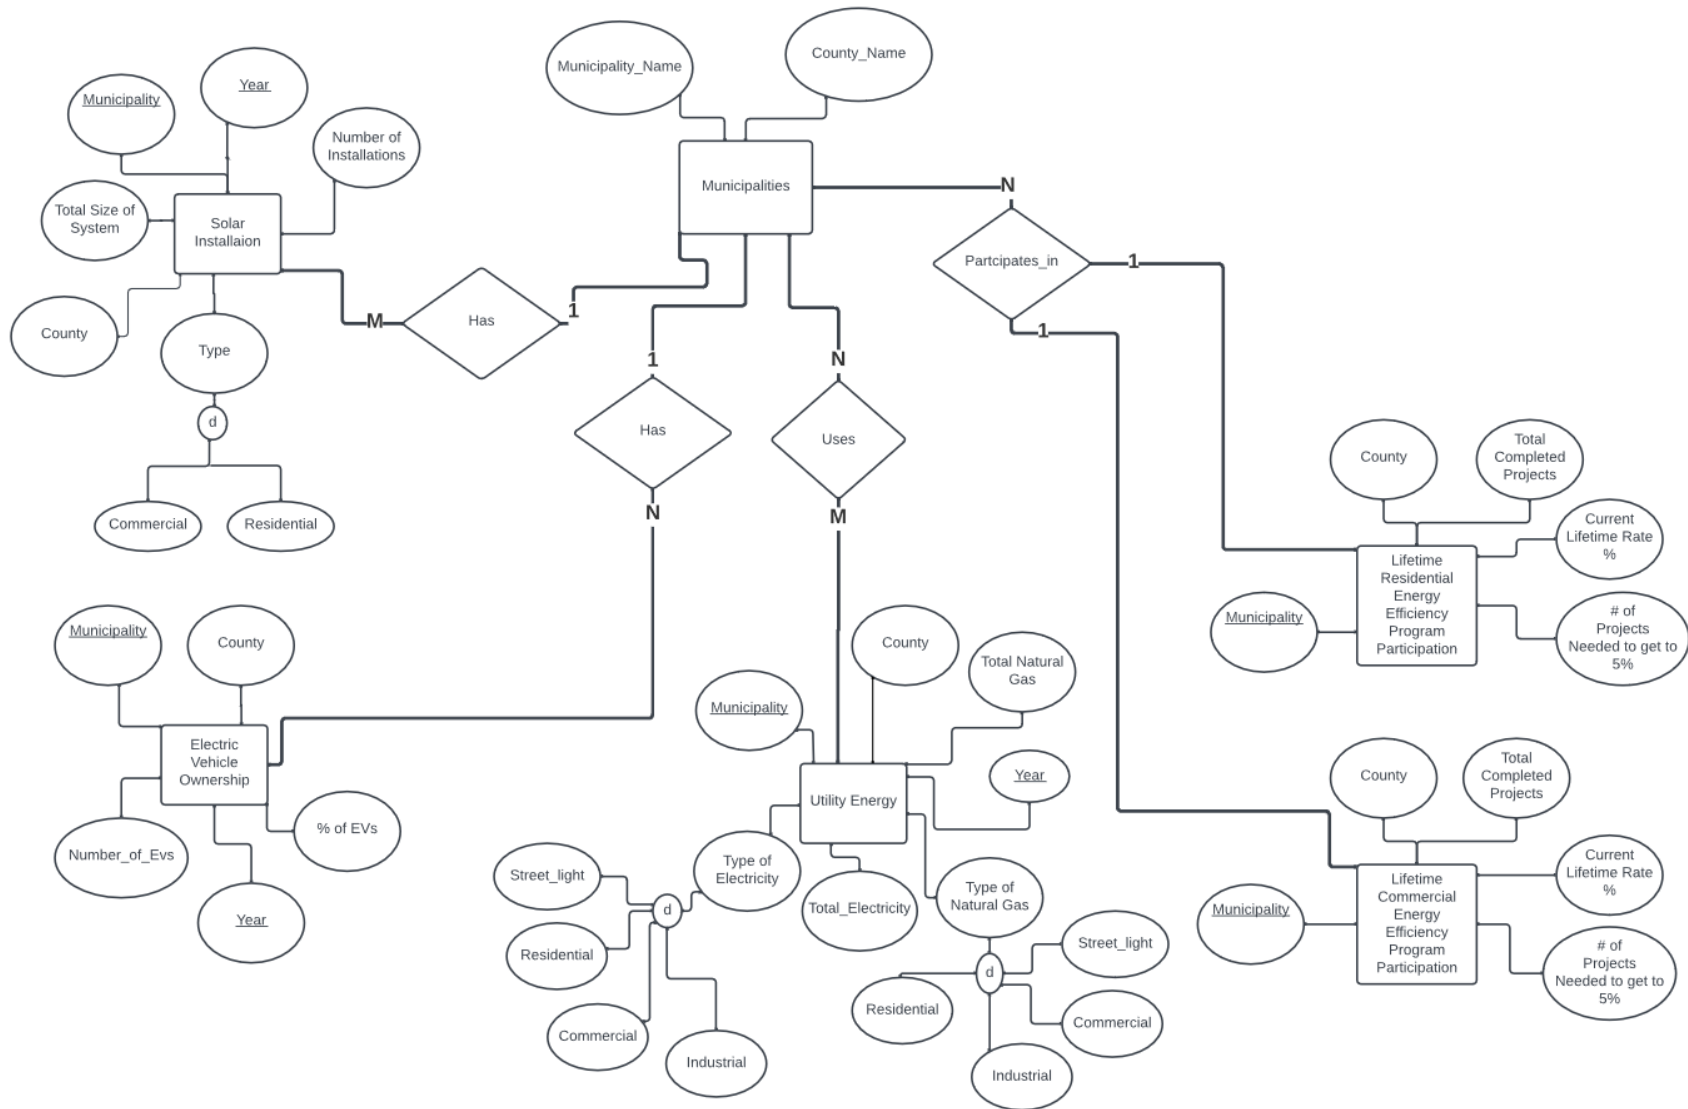 Municipality_Name
County_Name
Municipalities
Municipality
Year
Number of
Installations
Total Size of
System
Solar
Installaion
County
Type
d
Commercial
Residential
M
Has
1
1
Has
N
N
Uses
M
N
Partcipates_in
1
1
County
Total
Completed
Projects
Current
Lifetime Rate
%
Lifetime
Residential
Energy
Efficiency
Program
Participation
Municipality
# of
Projects
Needed to get to
5%
Municipality
County
Electric
Vehicle
Ownership
Number_of_Evs
% of EVs
Year
Municipality
County
Total Natural
Gas
Year
Utility Energy
Type of
Electricity
Total_Electricity
Type of
Natural Gas
Street_light
d
Residential
Commercial
Industrial
Street_light
d
Residential
Commercial
Industrial
County
Total
Completed
Projects
Current
Lifetime Rate
%
Lifetime
Commercial
Energy
Efficiency
Program
Participation
Municipality
# of
Projects
Needed to get to
5%